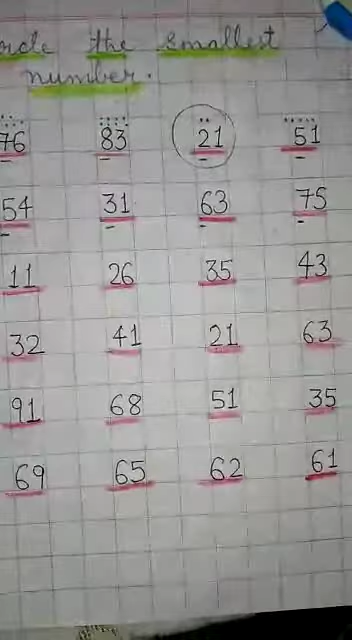 the smallest
number.
76 83 21 51
54 31 63 75
11 26 35 43
32 41 21 63
91 68 51 35
69 65 62 61